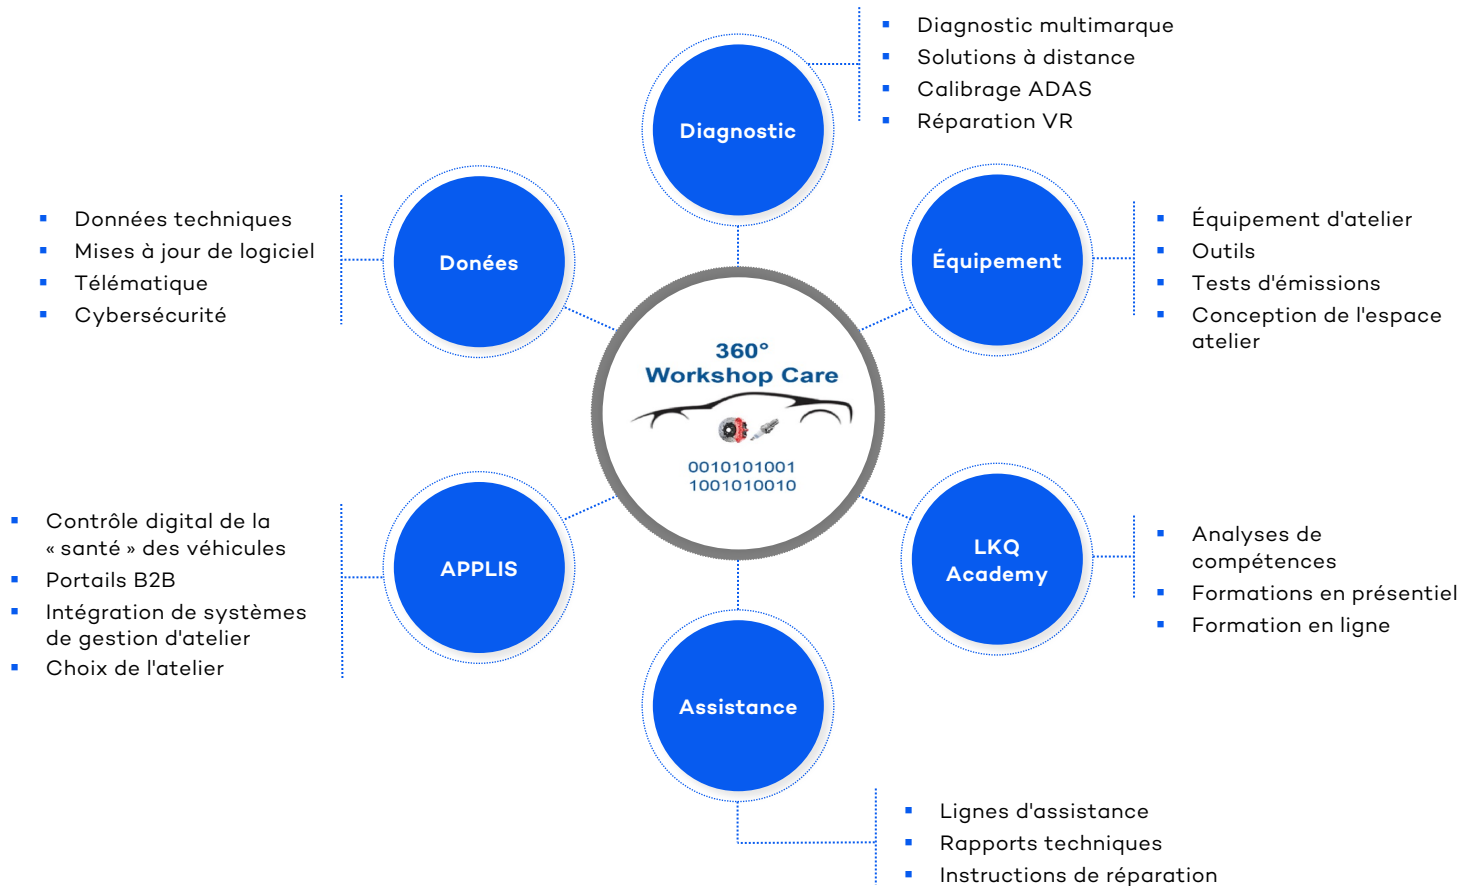 Diagnostic
Diagnostic multimarque
Solutions à distance
Calibrage ADAS
Réparation VR
Équipement
Équipement d'atelier
Outils
Tests d'émissions
Conception de l'espace
atelier
LKQ
Academy
Analyses de
compétences
Formations en présentiel
Formation en ligne
Assistance
Lignes d'assistance
Rapports techniques
Instructions de réparation
APPLIS
Contrôle digital de la
« santé » des véhicules
Portails B2B
Intégration de systèmes
de gestion d'atelier
Choix de l'atelier
Donées
Données techniques
Mises à jour de logiciel
Télématique
Cybersécurité
360°
Workshop Care
0010101001
1001010010